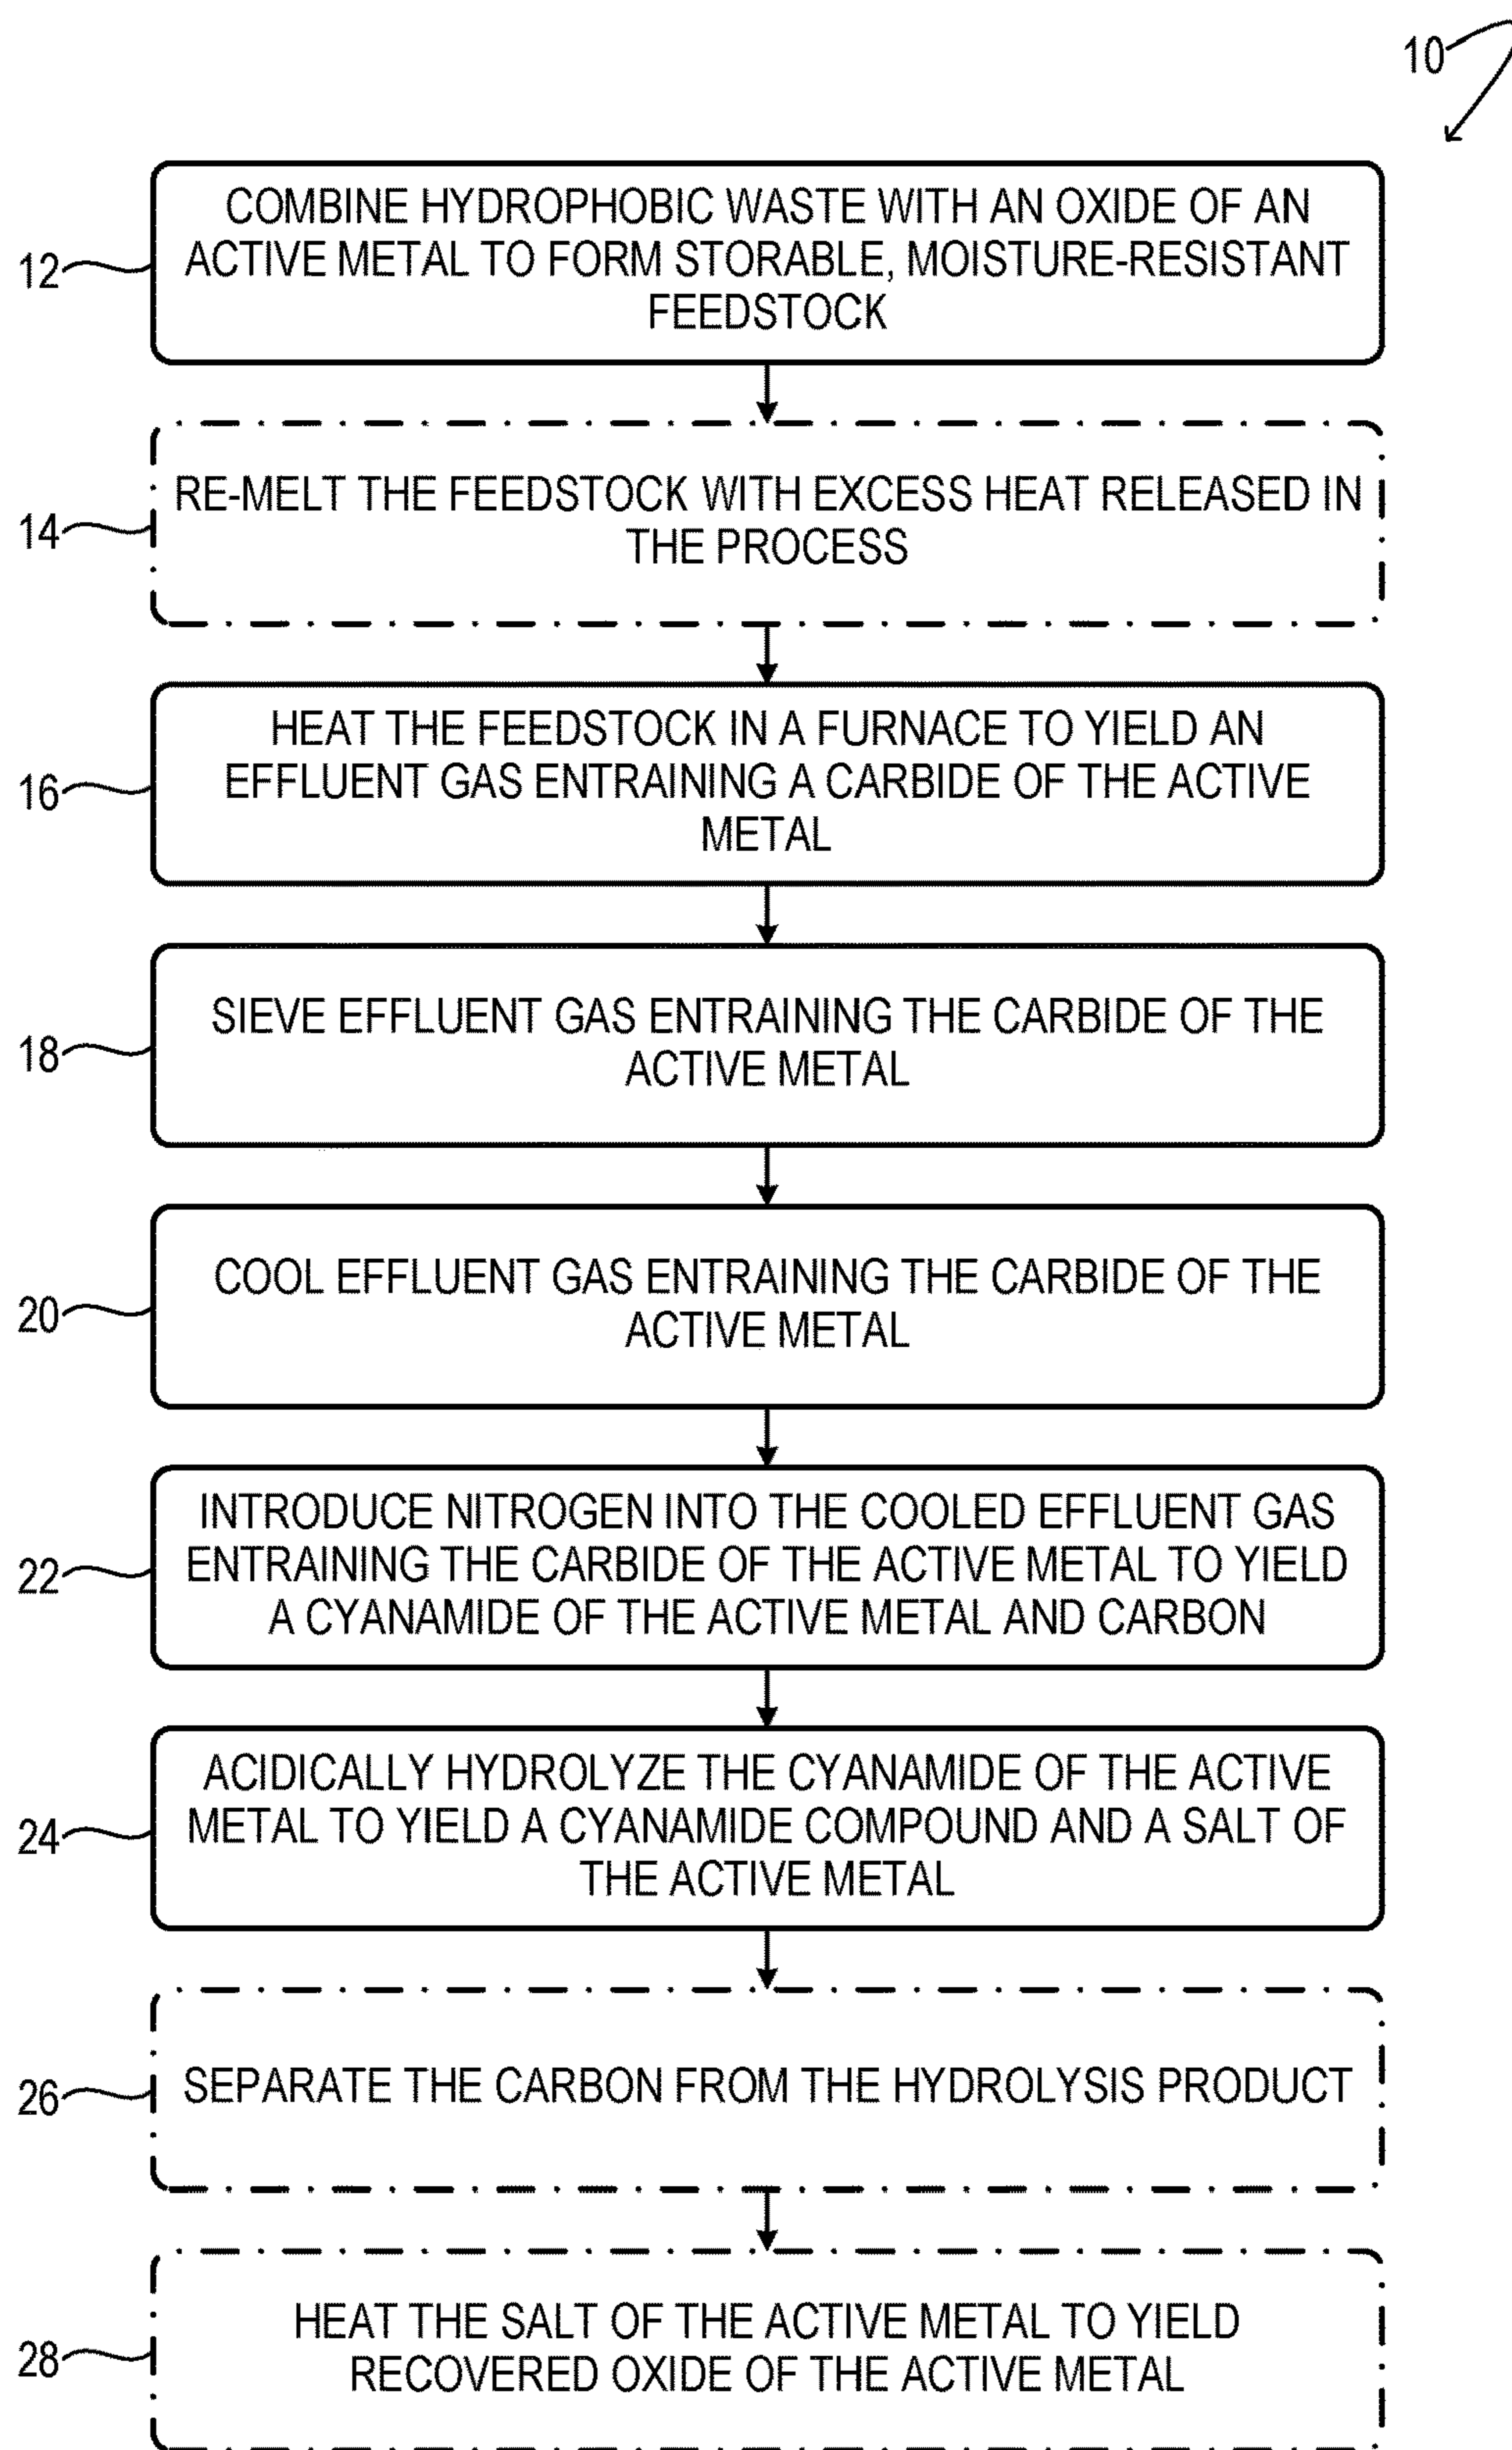 10
12
COMBINE HYDROPHOBIC WASTE WITH AN OXIDE OF AN
ACTIVE METAL TO FORM STORABLE, MOISTURE-RESISTANT
FEEDSTOCK
14
RE-MELT THE FEEDSTOCK WITH EXCESS HEAT RELEASED IN
THE PROCESS
16
HEAT THE FEEDSTOCK IN A FURNACE TO YIELD AN
EFFLUENT GAS ENTRAINING A CARBIDE OF THE ACTIVE
METAL
18
SIEVE EFFLUENT GAS ENTRAINING THE CARBIDE OF THE
ACTIVE METAL
20
COOL EFFLUENT GAS ENTRAINING THE CARBIDE OF THE
ACTIVE METAL
22
INTRODUCE NITROGEN INTO THE COOLED EFFLUENT GAS
ENTRAINING THE CARBIDE OF THE ACTIVE METAL TO YIELD
A CYANAMIDE OF THE ACTIVE METAL AND CARBON
24
ACIDICALLY HYDROLYZE THE CYANAMIDE OF THE ACTIVE
METAL TO YIELD A CYANAMIDE COMPOUND AND A SALT OF
THE ACTIVE METAL
26
SEPARATE THE CARBON FROM THE HYDROLYSIS PRODUCT
28
HEAT THE SALT OF THE ACTIVE METAL TO YIELD
RECOVERED OXIDE OF THE ACTIVE METAL